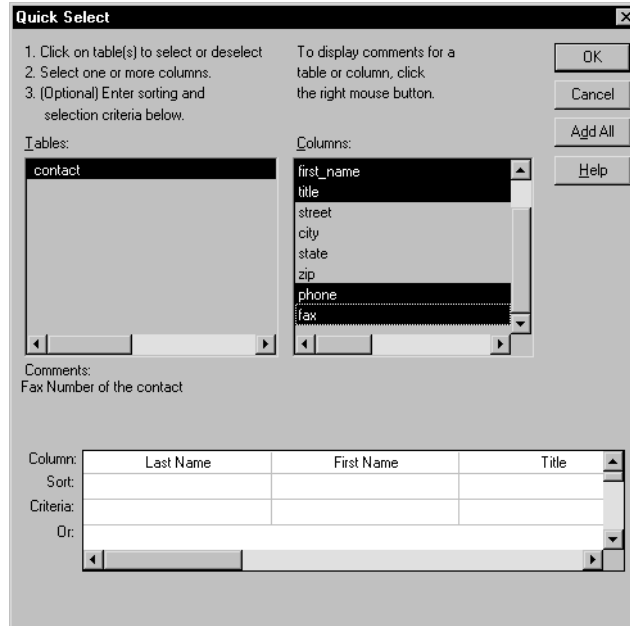 Quick Select
1. Click on table(s) to select or deselect
2. Select one or more columns.
3. (Optional) Enter sorting and
selection criteria below.
To display comments for a
table or column, click
the right mouse button.
OK
Cancel
Add All
Help
Tables:
contact
Columns:
first_name
title
street
city
state
zip
phone
fax
Comments:
Fax Number of the contact
Column: Last Name First Name Title
Sort:
Criteria:
Or: